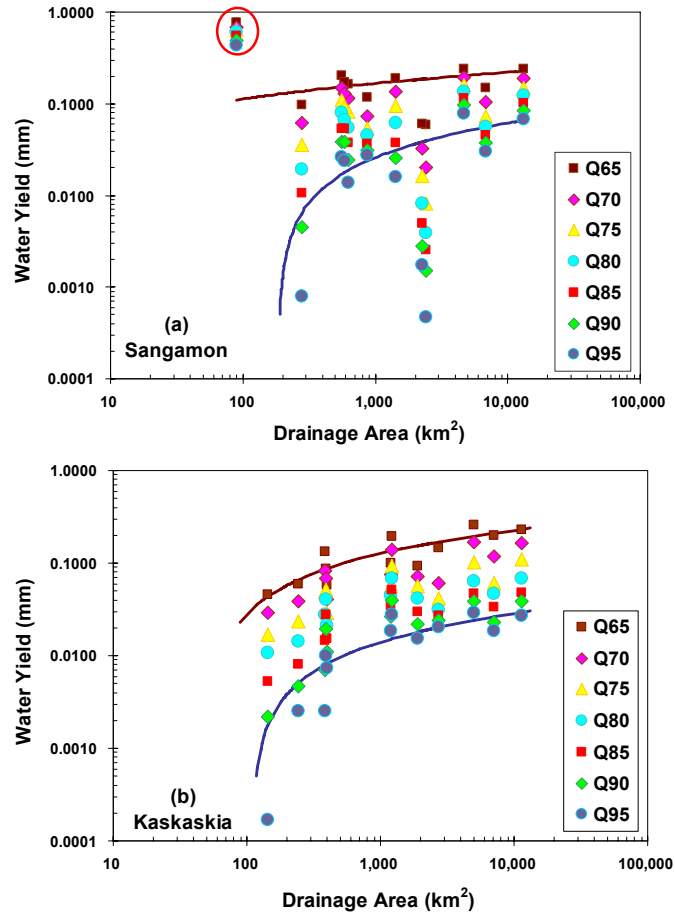 1.0000
0.1000
0.0100
0.0010
0.0001
Water Yield (mm)
Q65
Q70
Q75
Q80
Q85
Q90
Q95
(a)
Sangamon
10
100
1,000
10,000
100,000
Drainage Area (km²)
1.0000
0.1000
0.0100
0.0010
0.0001
Water Yield (mm)
Q65
Q70
Q75
Q80
Q85
Q90
Q95
(b)
Kaskaskia
10
100
1,000
10,000
100,000
Drainage Area (km²)